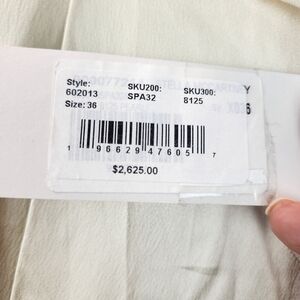 Style: SKU200: SKU300: Y
602013 SPA32 8125
Size: 36
1 96629 47605 7
$2,625.00